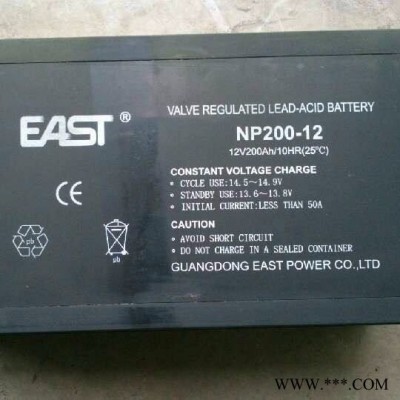 EAST®
VALVE REGULATED LEAD-ACID BATTERY
NP200-12
12V200Ah/10HR(25℃)
CONSTANT VOLTAGE CHARGE
• CYCLE USE:14.5～14.9V
• STANDBY USE:13.6～13.8V
• INITIAL CURRENT:LESS THAN 50A
CE
• CAUTION:
• AVOID SHORT CIRCUIT
• DO NOT CHARGE IN A SEALED CONTAINER
Pb
Pb
GUANGDONG EAST POWER CO.,LTD
WWW.***.COM